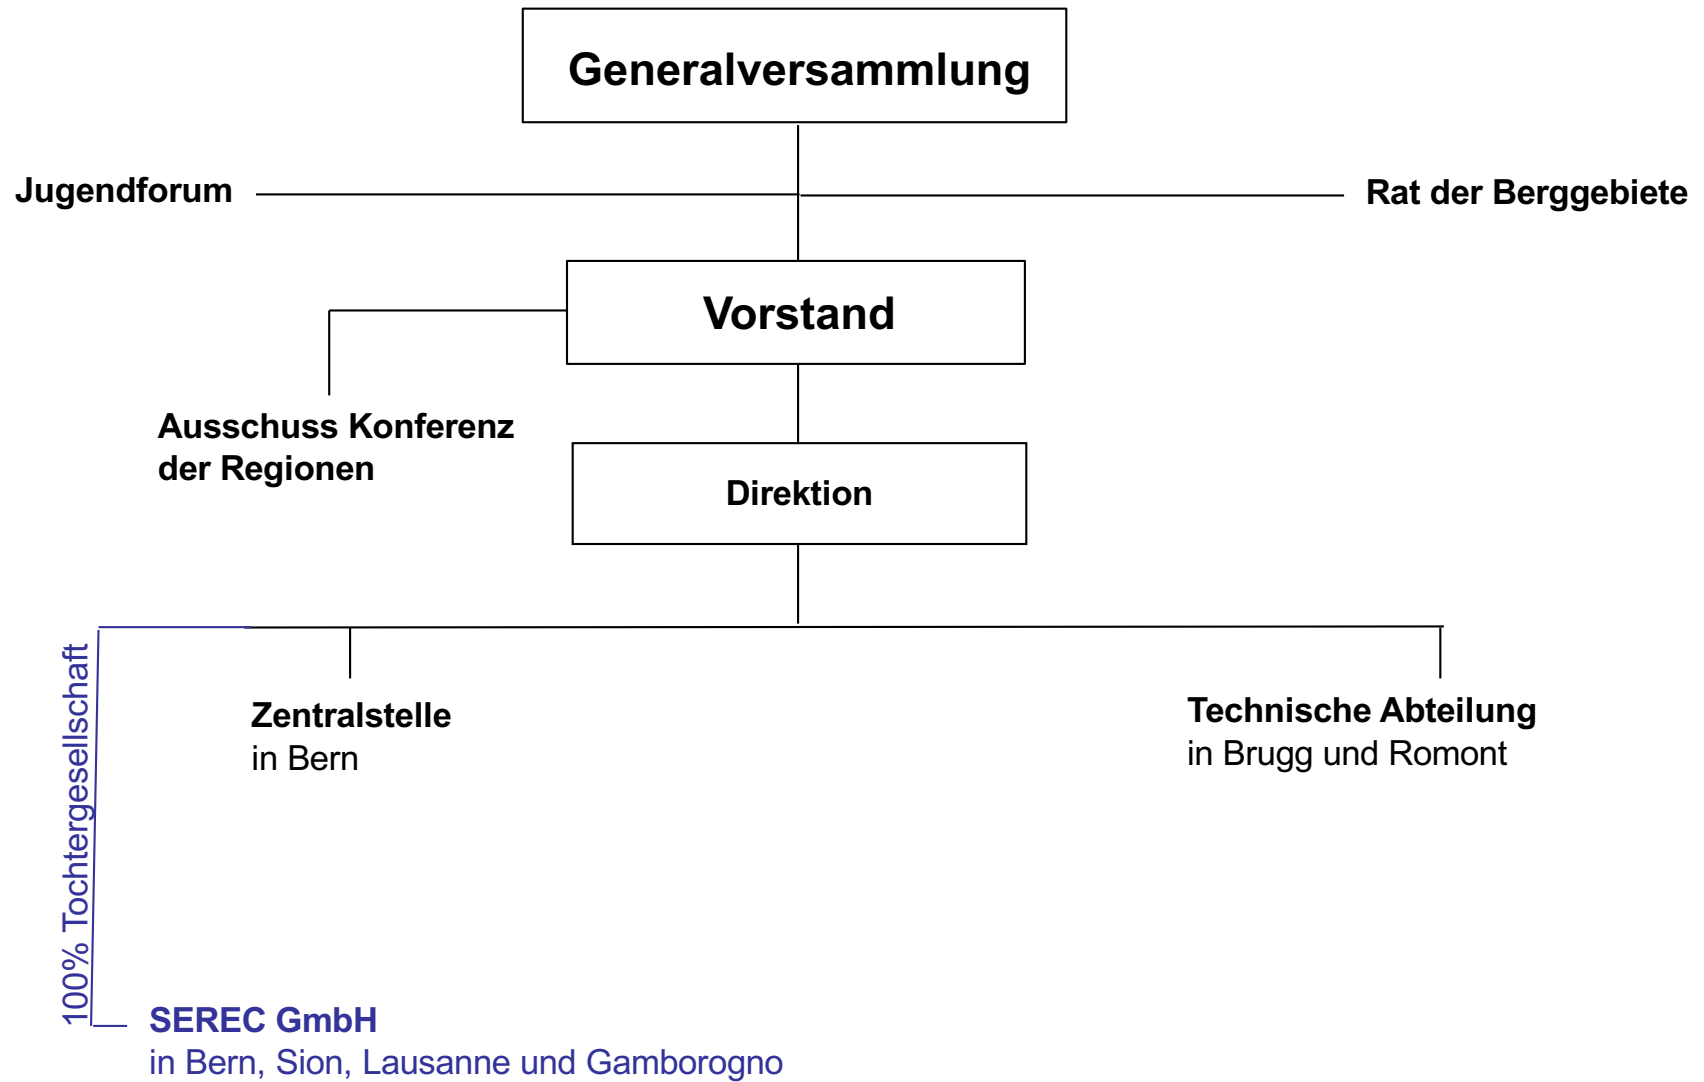 Generalversammlung
Jugendforum
Rat der Berggebiete
Vorstand
Ausschuss Konferenz
der Regionen
Direktion
100% Tochtergesellschaft
Zentralstelle
in Bern
Technische Abteilung
in Brugg und Romont
SEREC GmbH
in Bern, Sion, Lausanne und Gamborogno